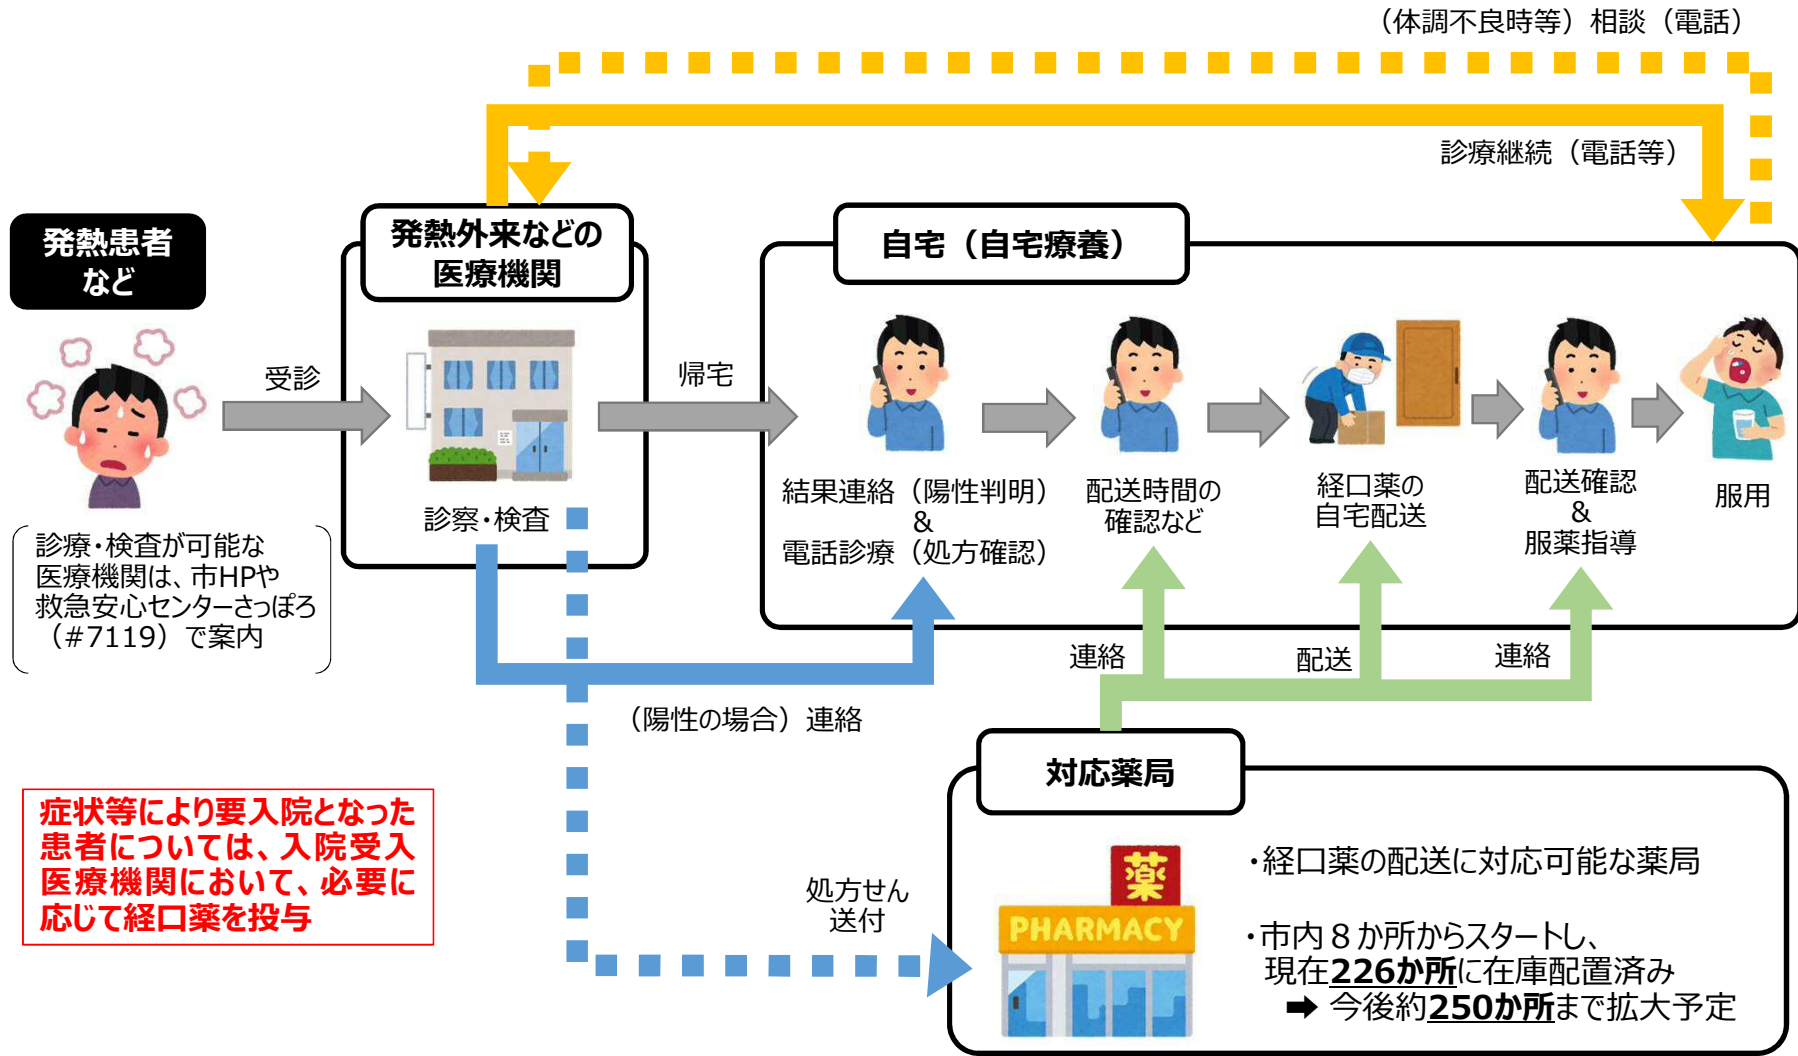 （体調不良時等）相談（電話）
診療継続（電話等）
発熱患者
など
発熱外来などの
医療機関
自宅（自宅療養）
受診
帰宅
診察・検査
結果連絡（陽性判明）
&
電話診療（処方確認）
配送時間の
確認など
経口薬の
自宅配送
配送確認
&
服薬指導
服用
診療・検査が可能な
医療機関は、市HPや
救急安心センターさっぽろ
（#7119）で案内
連絡
配送
連絡
（陽性の場合）連絡
対応薬局
症状等により要入院となった
患者については、入院受入
医療機関において、必要に
応じて経口薬を投与
処方せん
送付
薬
PHARMACY
・経口薬の配送に対応可能な薬局
・市内８か所からスタートし、
現在226か所に在庫配置済み
➡ 今後約250か所まで拡大予定